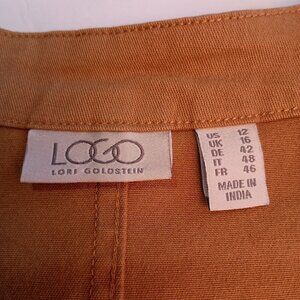 LOGO
LORI GOLDSTEIN
US 12
UK 16
DE 42
IT 48
FR 46
MADE IN
INDIA